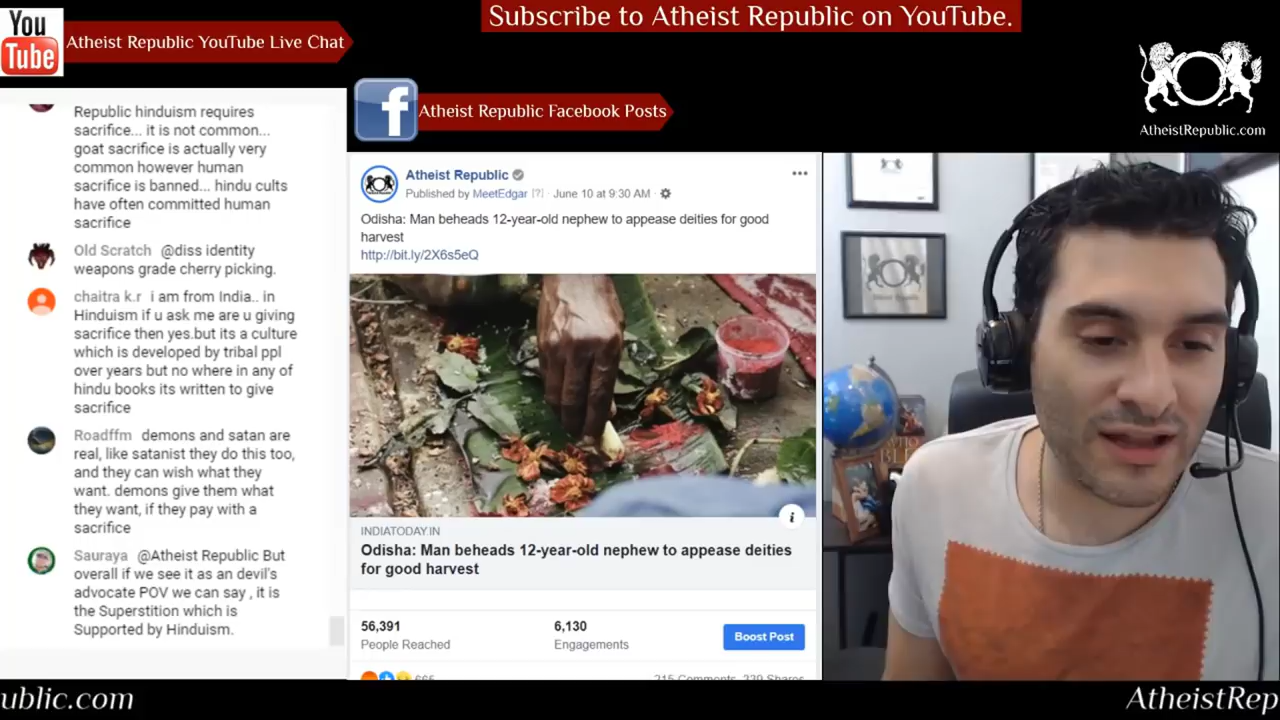 You
Tube
Atheist Republic YouTube Live Chat
Subscribe to Atheist Republic on YouTube.
AtheistRepublic.com
f
Atheist Republic Facebook Posts
Republic hinduism requires
sacrifice... it is not common...
goat sacrifice is actually very
common however human
sacrifice is banned... hindu cults
have often committed human
sacrifice
Old Scratch @diss identity
weapons grade cherry picking.
chaitra k.r i am from India.. in
Hinduism if u ask me are u giving
sacrifice then yes.but its a culture
which is developed by tribal ppl
over years but no where in any of
hindu books its written to give
sacrifice
Roadffm demons and satan are
real, like satanist they do this too,
and they can wish what they
want. demons give them what
they want, if they pay with a
sacrifice
Sauraya @Atheist Republic But
overall if we see it as an devil's
advocate POV we can say , it is
the Superstition which is
Supported by Hinduism.
Atheist Republic
Published by MeetEdgar [?] · June 10 at 9:30 AM ·
Odisha: Man beheads 12-year-old nephew to appease deities for good
harvest
http://bit.ly/2X6s5eQ
INDIATODAY.IN
Odisha: Man beheads 12-year-old nephew to appease deities
for good harvest
56,391
People Reached
6,130
Engagements
Boost Post
665
215 Comments 339 Shares
ublic.com
AtheistRep